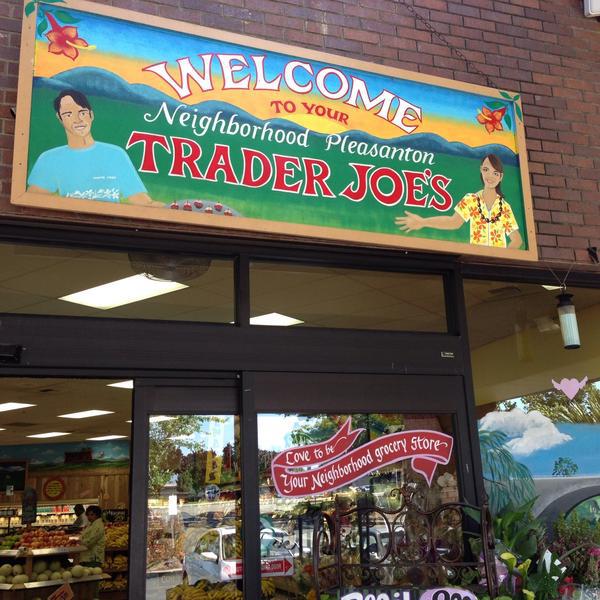 WELCOME
TO YOUR
Neighborhood Pleasanton
TRADER JOE'S
Love to be
Your Neighborhood grocery Store